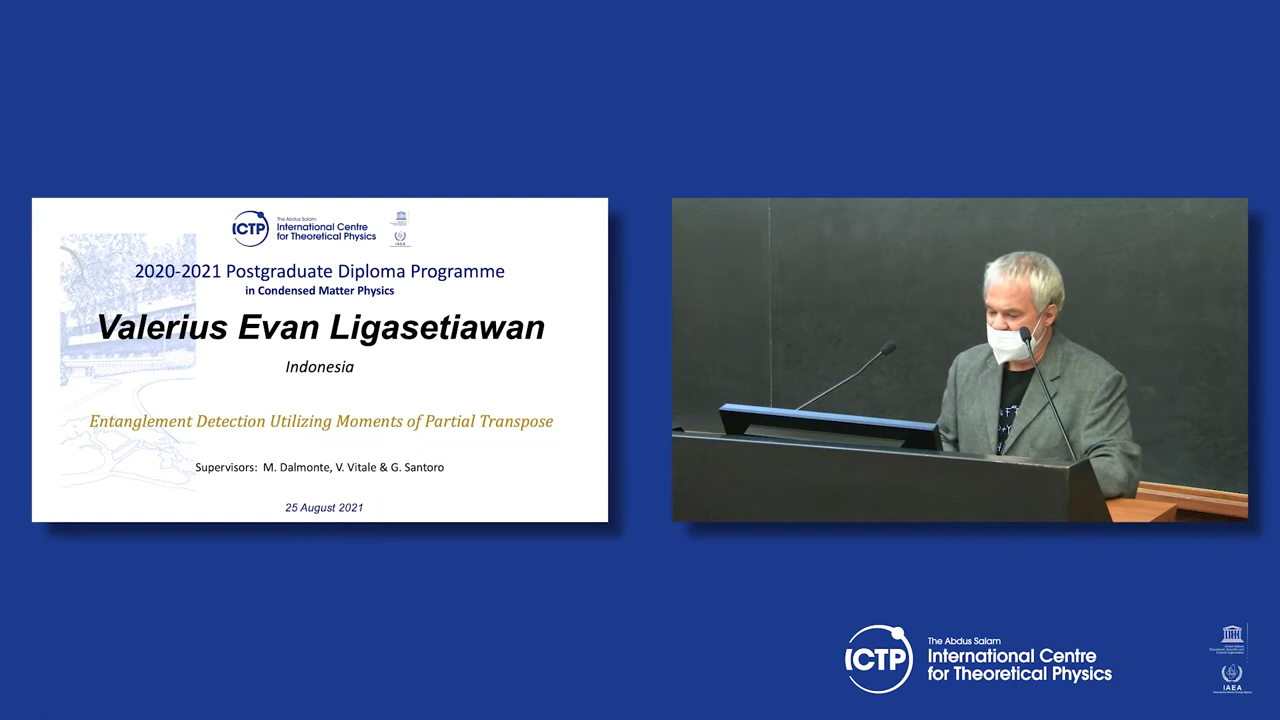 ICTP
The Abdus Salam
International Centre
for Theoretical Physics
IAEA
2020-2021 Postgraduate Diploma Programme
in Condensed Matter Physics
Valerius Evan Ligasetiawan
Indonesia
Entanglement Detection Utilizing Moments of Partial Transpose
Supervisors: M. Dalmonte, V. Vitale & G. Santoro
25 August 2021
ICTP
The Abdus Salam
International Centre
for Theoretical Physics
IAEA